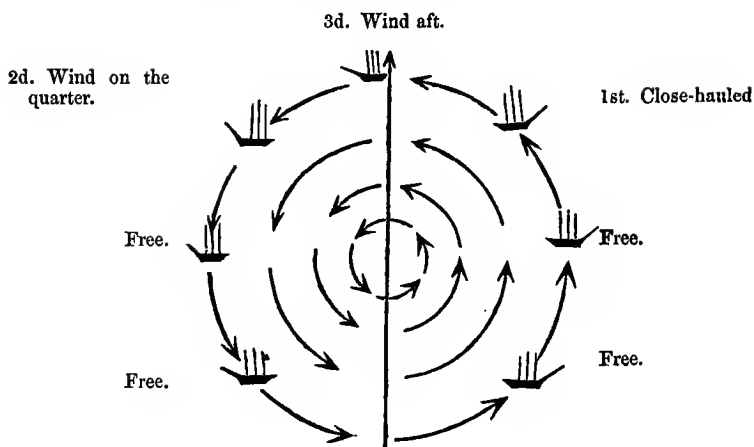 3d. Wind aft.
2d. Wind on the
quarter.
1st. Close-hauled
Free.
Free.
Free.
Free.